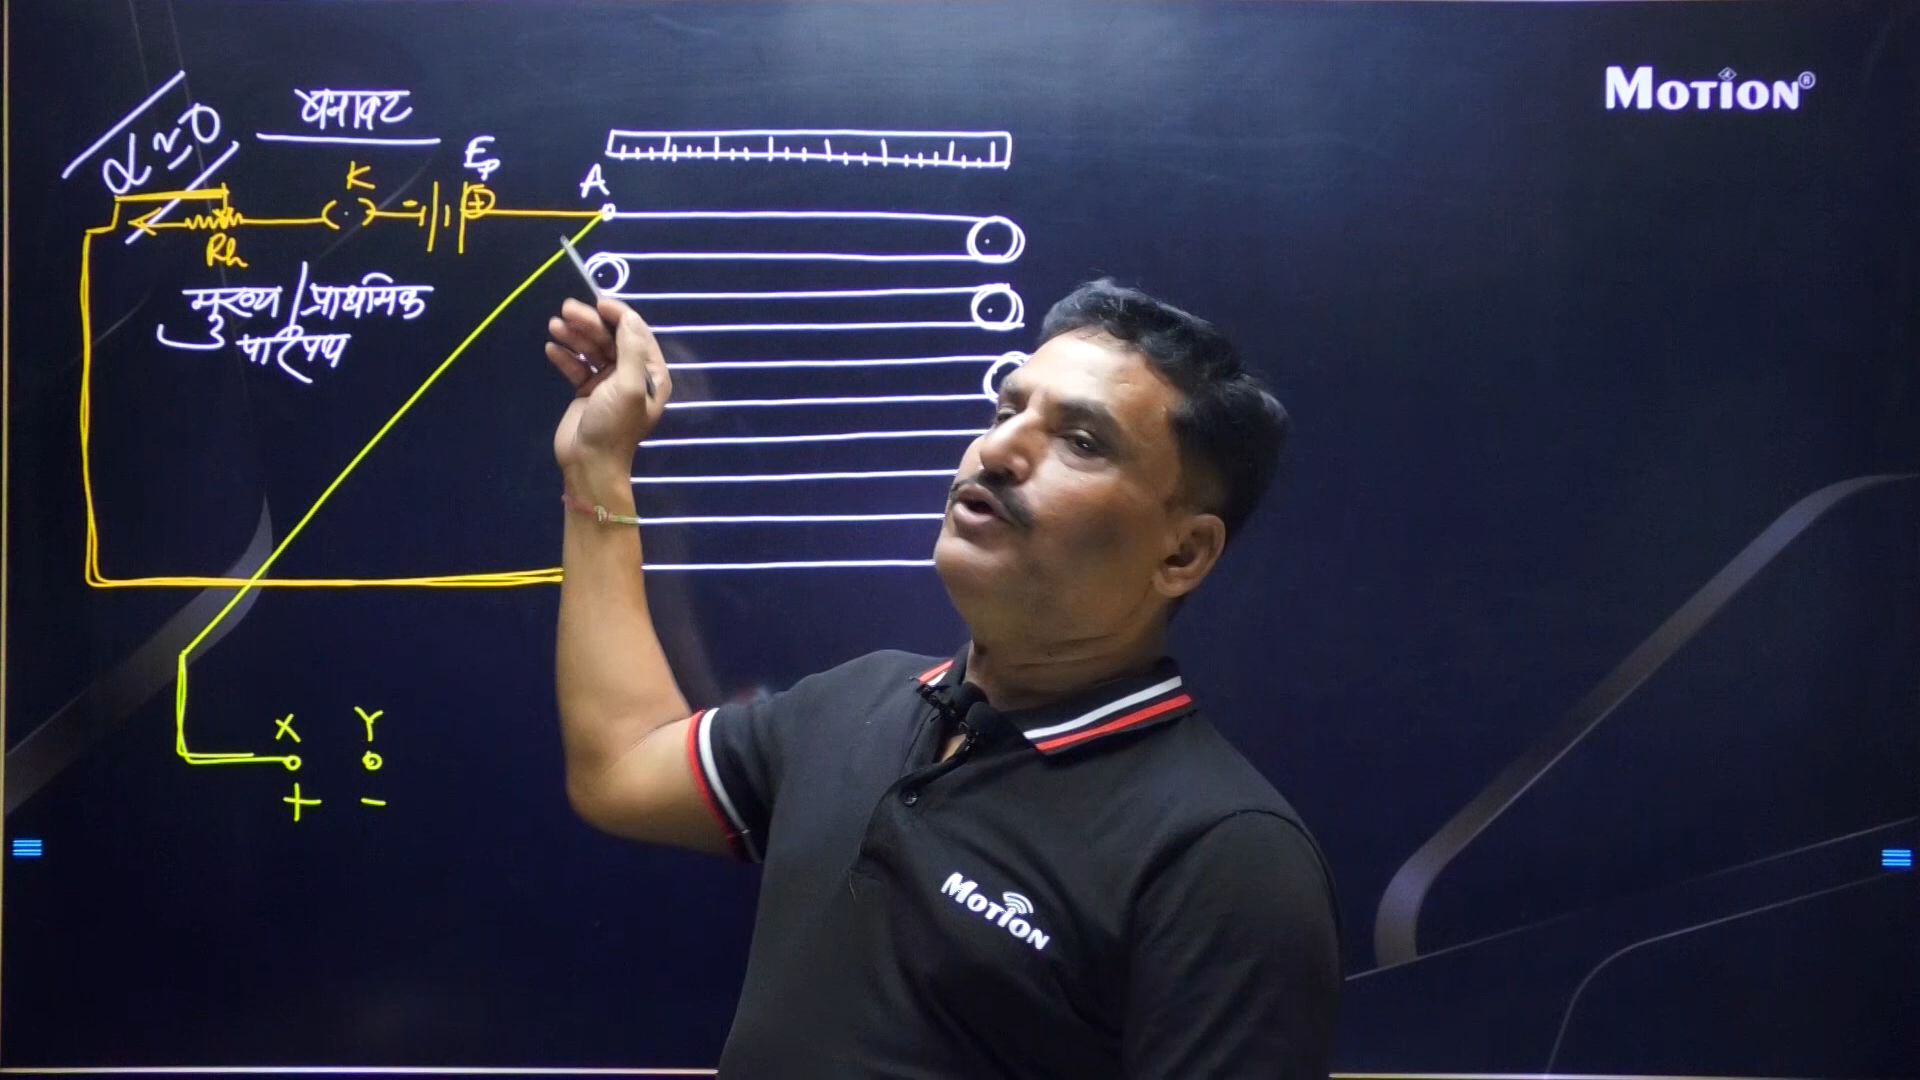 MOTION®
α ≃ 0
बनावट
A
K
Ep
- +
Rh
मुख्य/प्राथमिक
परिपथ
X Y
+ -
MOTION